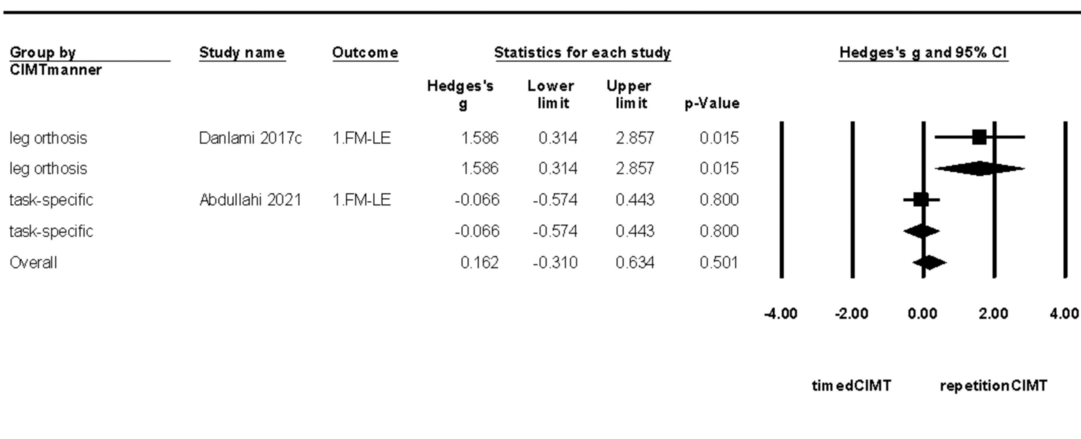 Group by Study name Outcome Statistics for each study Hedges's g and 95% CI
CIMTmanner
Hedges's Lower Upper
g limit limit p-Value
leg orthosis Danlami 2017c 1.FM-LE 1.586 0.314 2.857 0.015
leg orthosis 1.586 0.314 2.857 0.015
task-specific Abdullahi 2021 1.FM-LE -0.066 -0.574 0.443 0.800
task-specific -0.066 -0.574 0.443 0.800
Overall 0.162 -0.310 0.634 0.501
-4.00 -2.00 0.00 2.00 4.00
timedCIMT repetitionCIMT